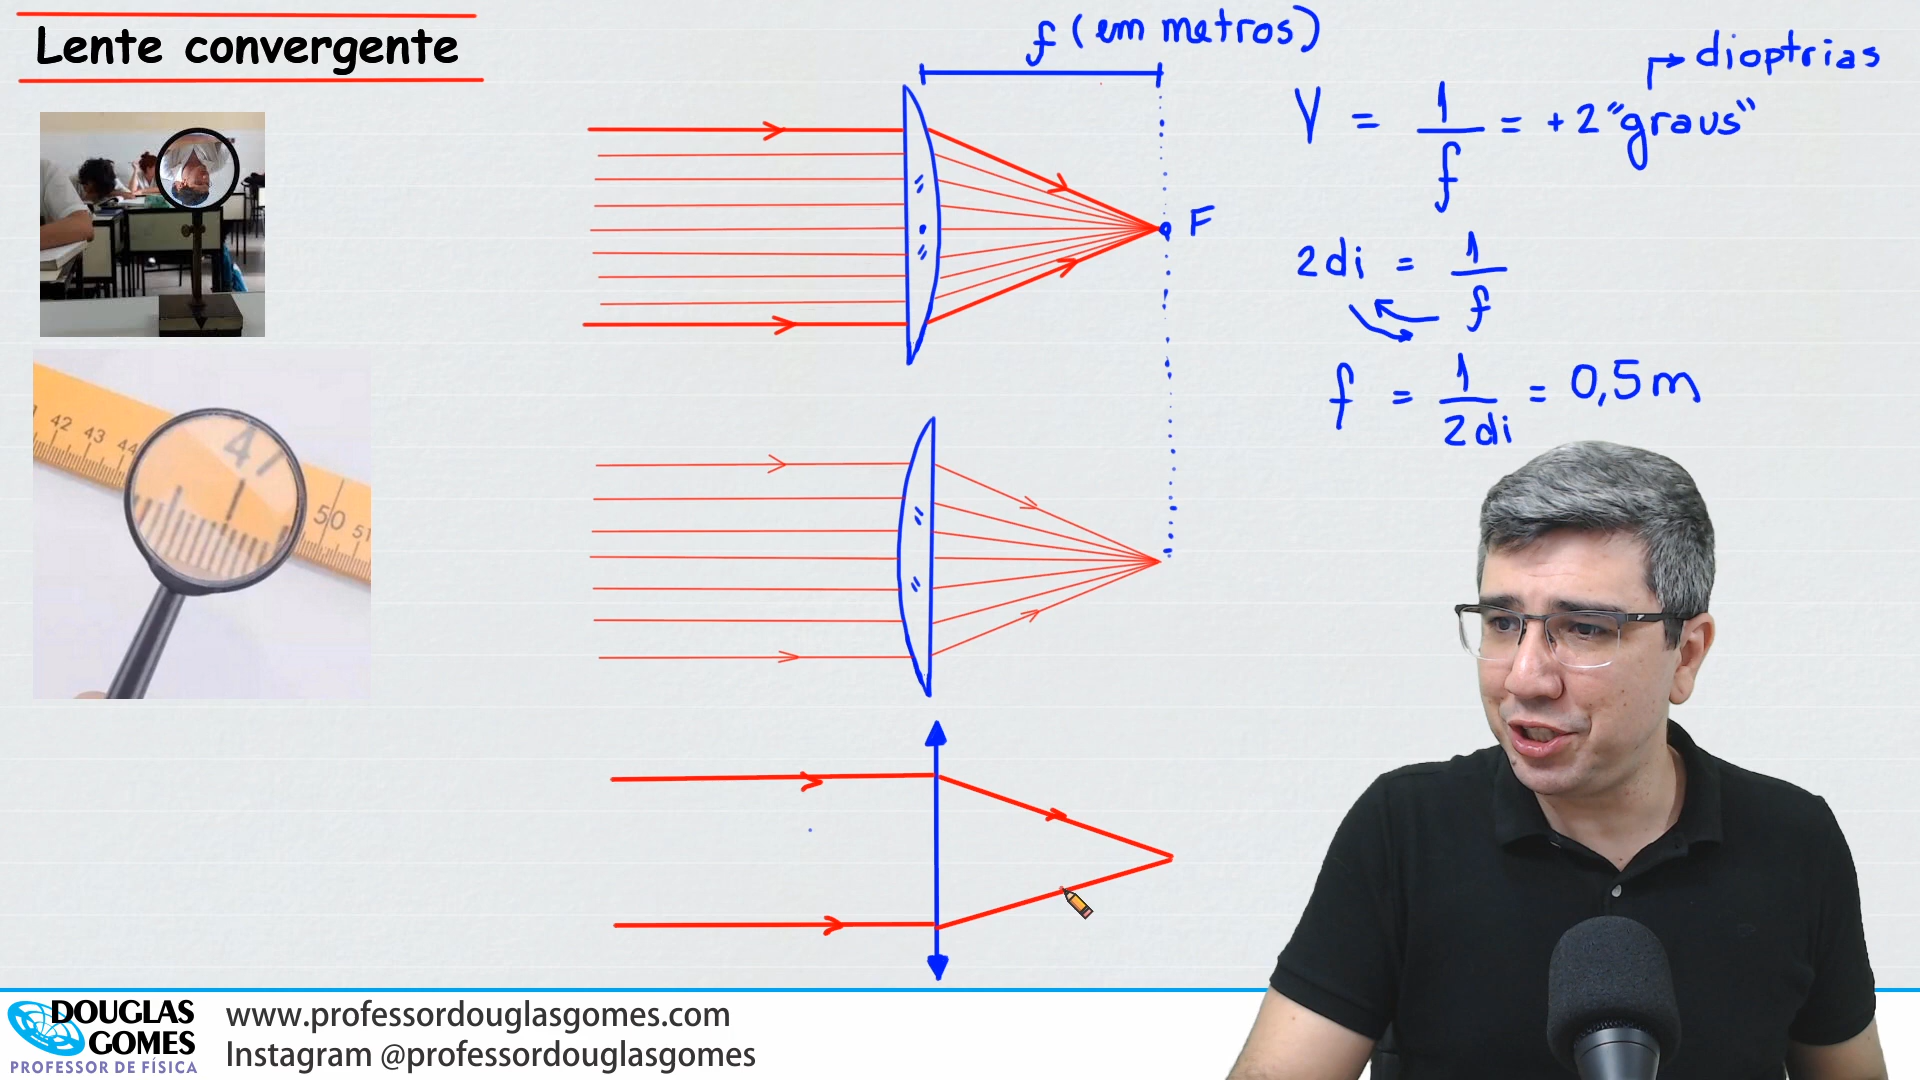 Lente convergente
f (em metros)
dioptrias
V = 1/f = +2 "graus"
F
2di = 1/f
f = 1/2di = 0,5m
42 43 44 47 50 51
DOUGLAS
GOMES
PROFESSOR DE FÍSICA
www.professordouglasgomes.com
Instagram @professordouglasgomes